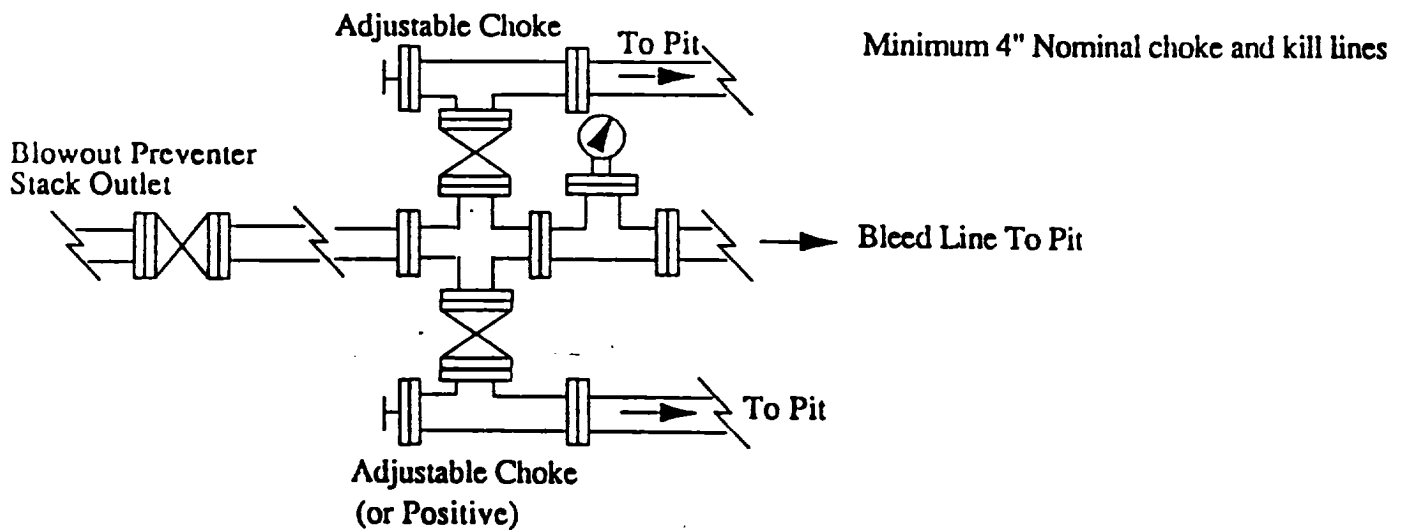 Adjustable Choke
To Pit
Minimum 4" Nominal choke and kill lines
Blowout Preventer
Stack Outlet
Bleed Line To Pit
To Pit
Adjustable Choke
(or Positive)